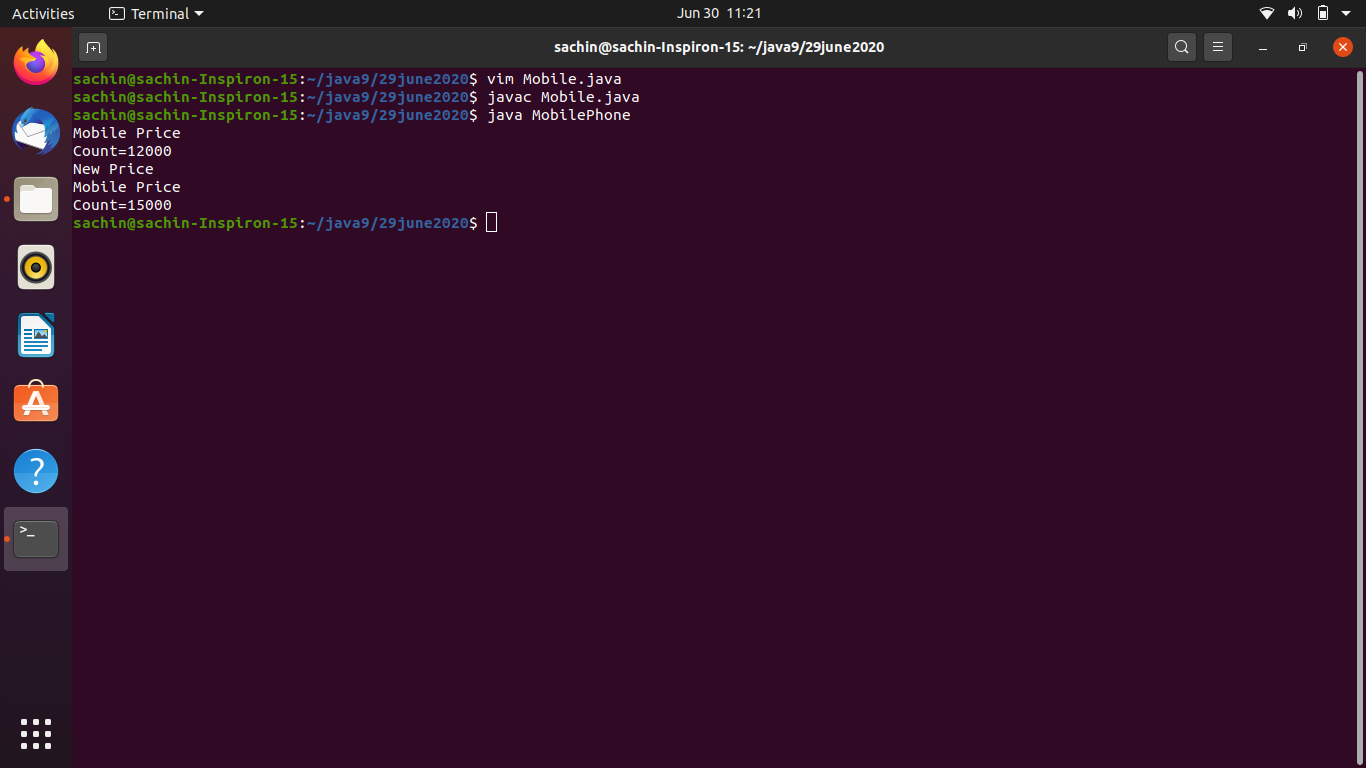 Activities
Terminal
Jun 30 11:21
sachin@sachin-Inspiron-15: ~/java9/29june2020
sachin@sachin-Inspiron-15:~/java9/29june2020$ vim Mobile.java
sachin@sachin-Inspiron-15:~/java9/29june2020$ javac Mobile.java
sachin@sachin-Inspiron-15:~/java9/29june2020$ java MobilePhone
Mobile Price
Count=12000
New Price
Mobile Price
Count=15000
sachin@sachin-Inspiron-15:~/java9/29june2020$